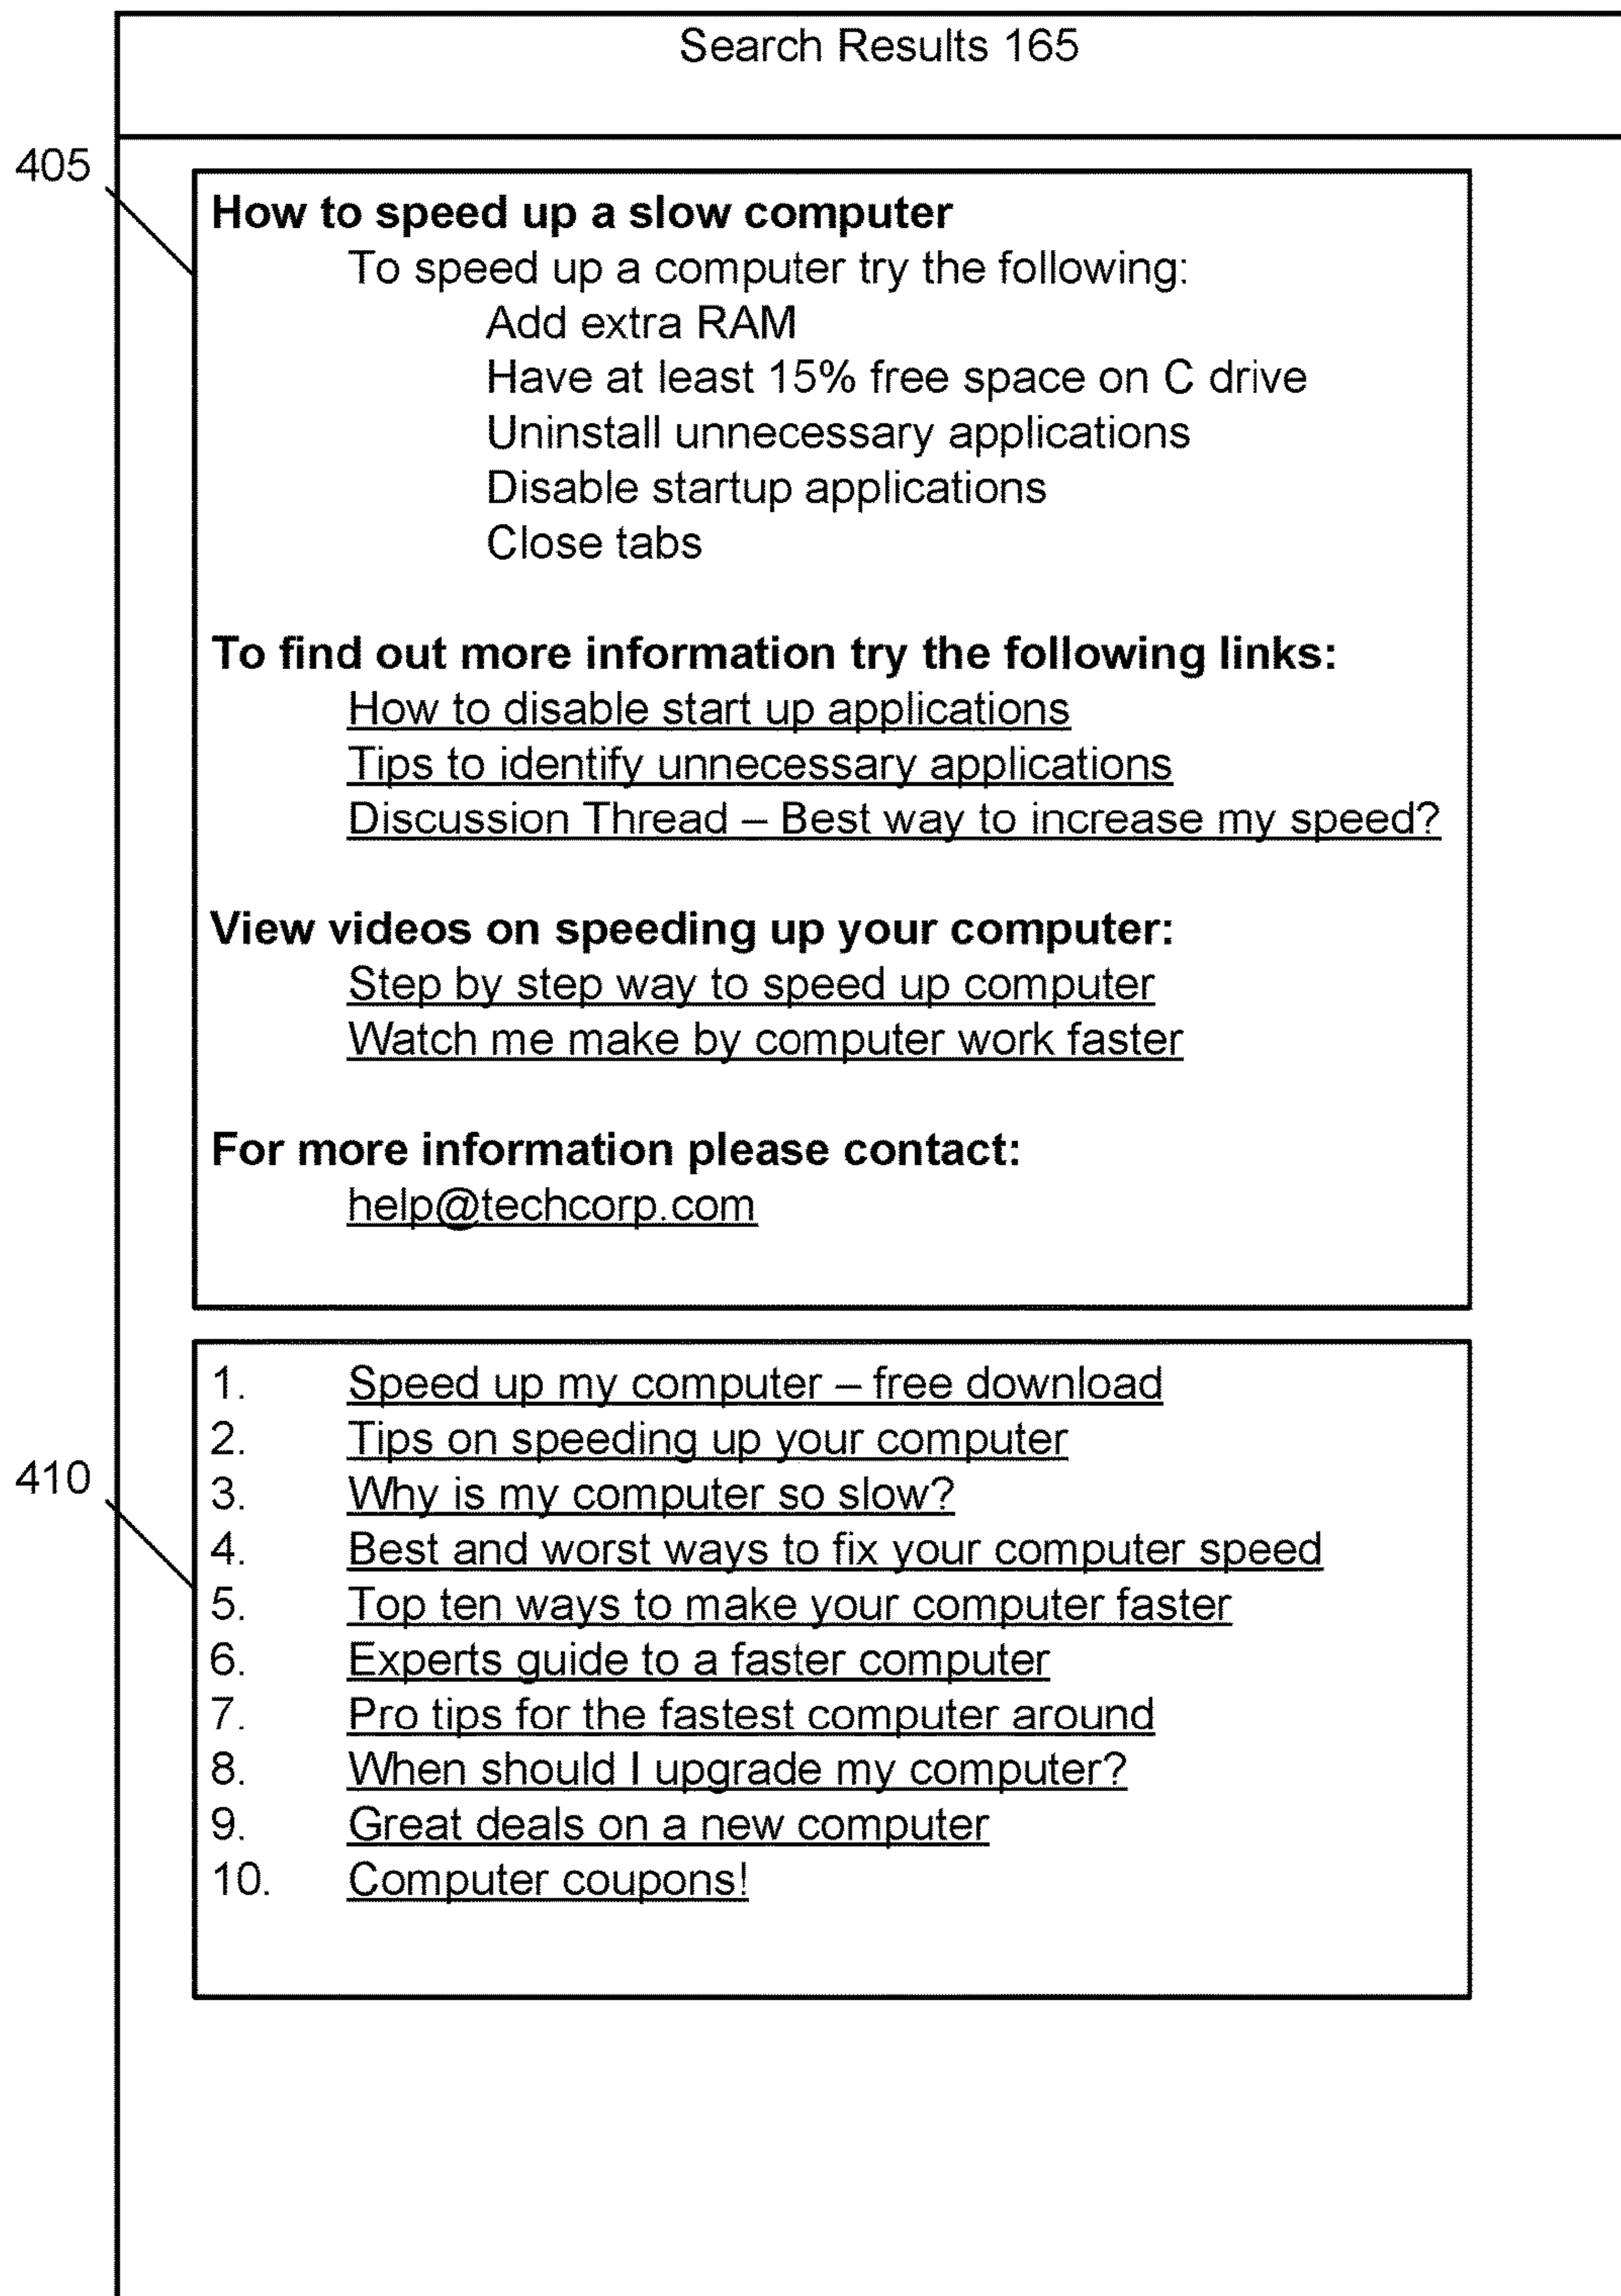 Search Results 165
405
How to speed up a slow computer
To speed up a computer try the following:
Add extra RAM
Have at least 15% free space on C drive
Uninstall unnecessary applications
Disable startup applications
Close tabs
To find out more information try the following links:
How to disable start up applications
Tips to identify unnecessary applications
Discussion Thread – Best way to increase my speed?
View videos on speeding up your computer:
Step by step way to speed up computer
Watch me make by computer work faster
For more information please contact:
help@techcorp.com
410
1. Speed up my computer – free download
2. Tips on speeding up your computer
3. Why is my computer so slow?
4. Best and worst ways to fix your computer speed
5. Top ten ways to make your computer faster
6. Experts guide to a faster computer
7. Pro tips for the fastest computer around
8. When should I upgrade my computer?
9. Great deals on a new computer
10. Computer coupons!